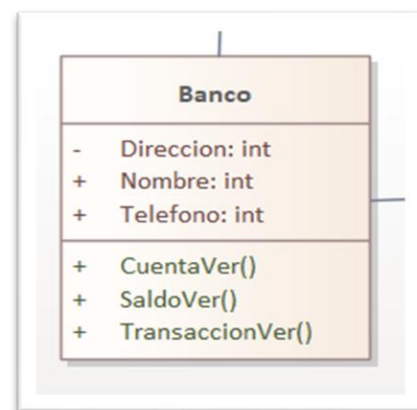 Banco
- Direccion: int
+ Nombre: int
+ Telefono: int
+ CuentaVer()
+ SaldoVer()
+ TransaccionVer()